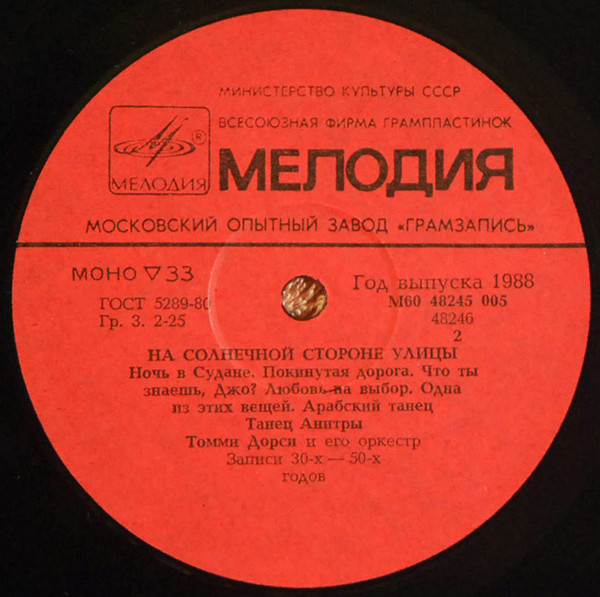 МИНИСТЕРСТВО КУЛЬТУРЫ СССР
ВСЕСОЮЗНАЯ ФИРМА ГРАМПЛАСТИНОК
®
МЕЛОДИЯ
МЕЛОДИЯ
МОСКОВСКИЙ ОПЫТНЫЙ ЗАВОД «ГРАМЗАПИСЬ»
МОНО ▽ 33
Год выпуска 1988
ГОСТ 5289-80
М60 48245 005
Гр. 3. 2-25
48246
2
НА СОЛНЕЧНОЙ СТОРОНЕ УЛИЦЫ
Ночь в Судане. Покинутая дорога. Что ты
знаешь, Джо? Любовь на выбор. Одна
из этих вещей. Арабский танец
Танец Анитры
Томми Дорси и его оркестр
Записи 30-х — 50-х
годов